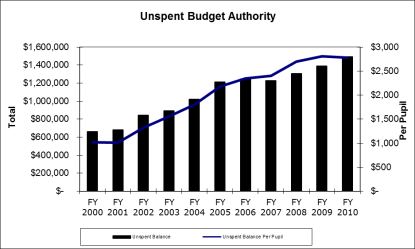 Unspent Budget Authority
$1,600,000
$1,400,000
$1,200,000
$1,000,000
$800,000
$600,000
$400,000
$200,000
$-
Total
$3,000
$2,500
$2,000
$1,500
$1,000
$500
$-
Per Pupil
FY FY FY FY FY FY FY FY FY FY FY
2000 2001 2002 2003 2004 2005 2006 2007 2008 2009 2010
Unspent Balance Unspent Balance Per Pupil